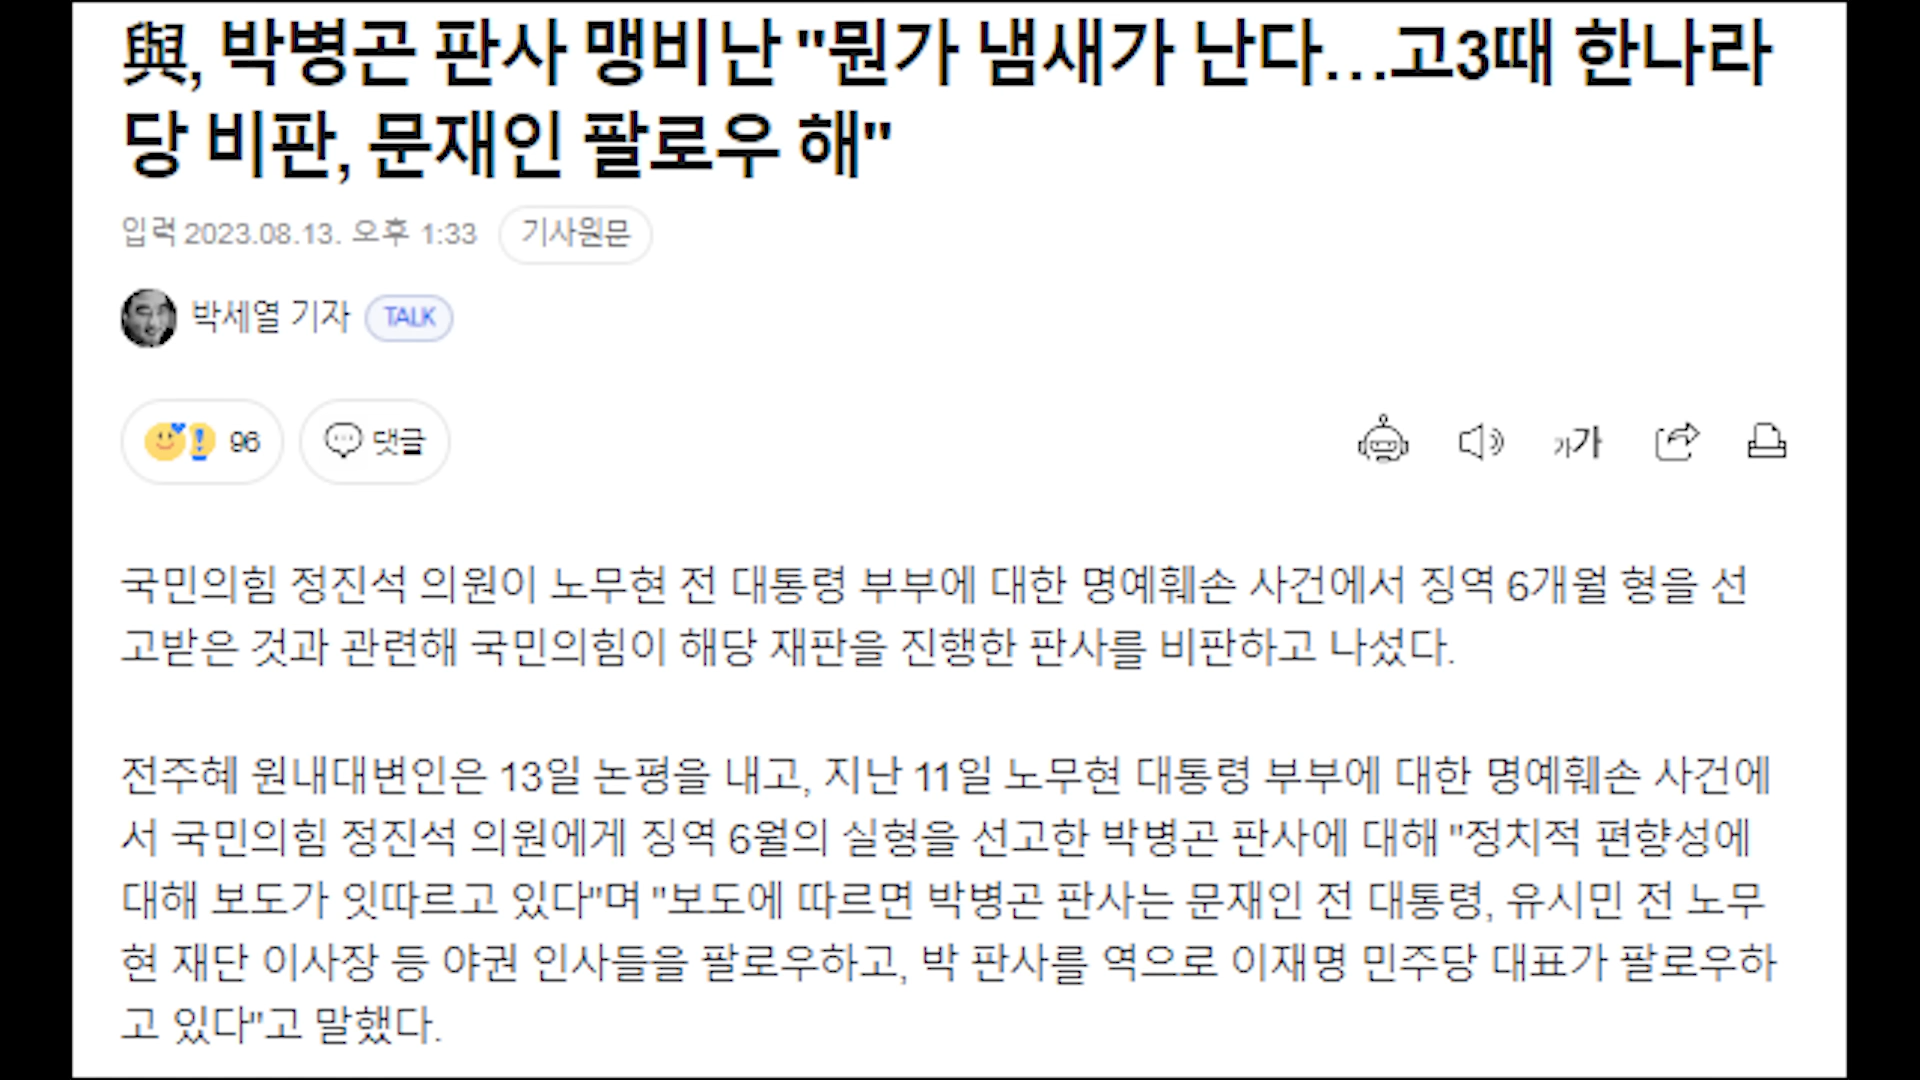 與, 박병곤 판사 맹비난 "뭔가 냄새가 난다…고3때 한나라
당 비판, 문재인 팔로우 해"
입력 2023.08.13. 오후 1:33 기사원문
박세열 기자 TALK
96 댓글
가가
국민의힘 정진석 의원이 노무현 전 대통령 부부에 대한 명예훼손 사건에서 징역 6개월 형을 선
고받은 것과 관련해 국민의힘이 해당 재판을 진행한 판사를 비판하고 나섰다.
전주혜 원내대변인은 13일 논평을 내고, 지난 11일 노무현 대통령 부부에 대한 명예훼손 사건에
서 국민의힘 정진석 의원에게 징역 6월의 실형을 선고한 박병곤 판사에 대해 "정치적 편향성에
대해 보도가 잇따르고 있다"며 "보도에 따르면 박병곤 판사는 문재인 전 대통령, 유시민 전 노무
현 재단 이사장 등 야권 인사들을 팔로우하고, 박 판사를 역으로 이재명 민주당 대표가 팔로우하
고 있다"고 말했다.